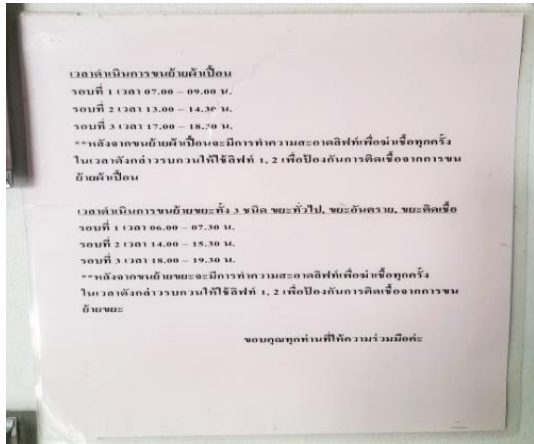 เวลาดำเนินการขนย้ายผ้าเปื้อน
รอบที่ 1 เวลา 07.00 – 09.00 น.
รอบที่ 2 เวลา 13.00 – 14.30 น.
รอบที่ 3 เวลา 17.00 – 18.30 น.
**หลังจากขนย้ายผ้าเปื้อนจะมีการทำความสะอาดลิฟท์เพื่อฆ่าเชื้อทุกครั้ง
ในเวลาดังกล่าวรบกวนให้ใช้ลิฟท์ 1, 2 เพื่อป้องกันการติดเชื้อจากการขน
ย้ายผ้าเปื้อน
เวลาดำเนินการขนย้ายขยะทั้ง 3 ชนิด ขยะทั่วไป, ขยะอันตราย, ขยะติดเชื้อ
รอบที่ 1 เวลา 06.00 – 07.30 น.
รอบที่ 2 เวลา 14.00 – 15.30 น.
รอบที่ 3 เวลา 18.00 – 19.30 น.
**หลังจากขนย้ายขยะจะมีการทำความสะอาดลิฟท์เพื่อฆ่าเชื้อทุกครั้ง
ในเวลาดังกล่าวรบกวนให้ใช้ลิฟท์ 1, 2 เพื่อป้องกันการติดเชื้อจากการขน
ย้ายขยะ
ขอบคุณทุกท่านที่ให้ความร่วมมือค่ะ